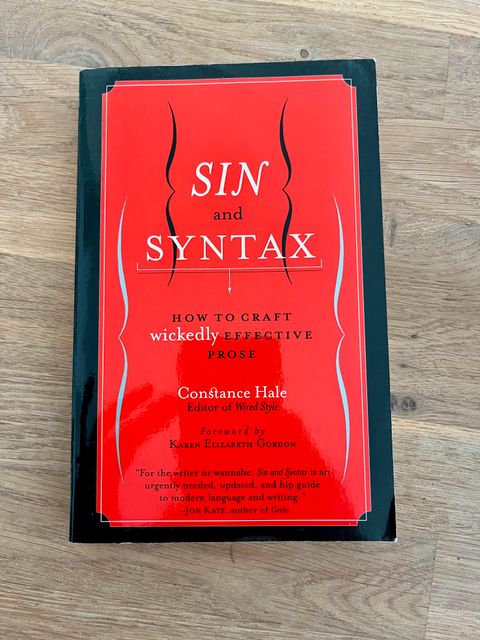 SIN
and
SYNTAX
HOW TO CRAFT
wickedly EFFECTIVE
PROSE
Constance Hale
Editor of Wired Style
Foreword by
KAREN ELIZABETH GORDON
"For the writer or wannabe, Sin and Syntax is an
urgently needed, updated, and hip guide
to modern language and writing."
—JON KATZ, author of Geeks